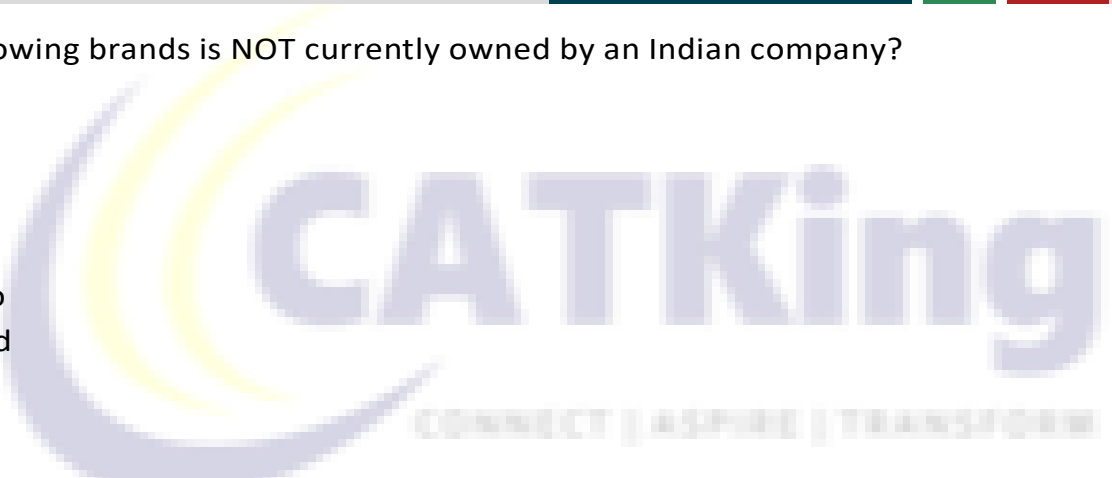 owing brands is NOT currently owned by an Indian company?
CATKing
o
d
CONNECT | ASPIRE | TRANSFORM